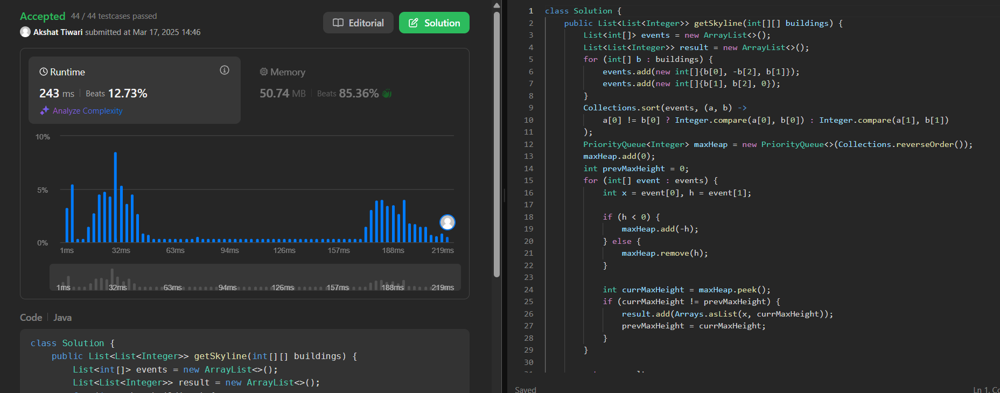 Accepted 44 / 44 testcases passed
Akshat Tiwari submitted at Mar 17, 2025 14:46
Editorial
Solution
Runtime
243 ms Beats 12.73%
Analyze Complexity
Memory
50.74 MB Beats 85.36%
10%
5%
0%
1ms 32ms 63ms 94ms 126ms 157ms 188ms 219ms
1ms 32ms 63ms 94ms 126ms 157ms 188ms 219ms
Code Java
class Solution {
public List<List<Integer>> getSkyline(int[][] buildings) {
List<int[]> events = new ArrayList<>();
List<List<Integer>> result = new ArrayList<>();
1 class Solution {
2 public List<List<Integer>> getSkyline(int[][] buildings) {
3 List<int[]> events = new ArrayList<>();
4 List<List<Integer>> result = new ArrayList<>();
5 for (int[] b : buildings) {
6 events.add(new int[]{b[0], -b[2], b[1]});
7 events.add(new int[]{b[1], b[2], 0});
8 }
9 Collections.sort(events, (a, b) ->
10 a[0] != b[0] ? Integer.compare(a[0], b[0]) : Integer.compare(a[1], b[1])
11 );
12 PriorityQueue<Integer> maxHeap = new PriorityQueue<>(Collections.reverseOrder());
13 maxHeap.add(0);
14 int prevMaxHeight = 0;
15 for (int[] event : events) {
16 int x = event[0], h = event[1];
17
18 if (h < 0) {
19 maxHeap.add(-h);
20 } else {
21 maxHeap.remove(h);
22 }
23
24 int currMaxHeight = maxHeap.peek();
25 if (currMaxHeight != prevMaxHeight) {
26 result.add(Arrays.asList(x, currMaxHeight));
27 prevMaxHeight = currMaxHeight;
28 }
29 }
30
Saved
Ln 1,